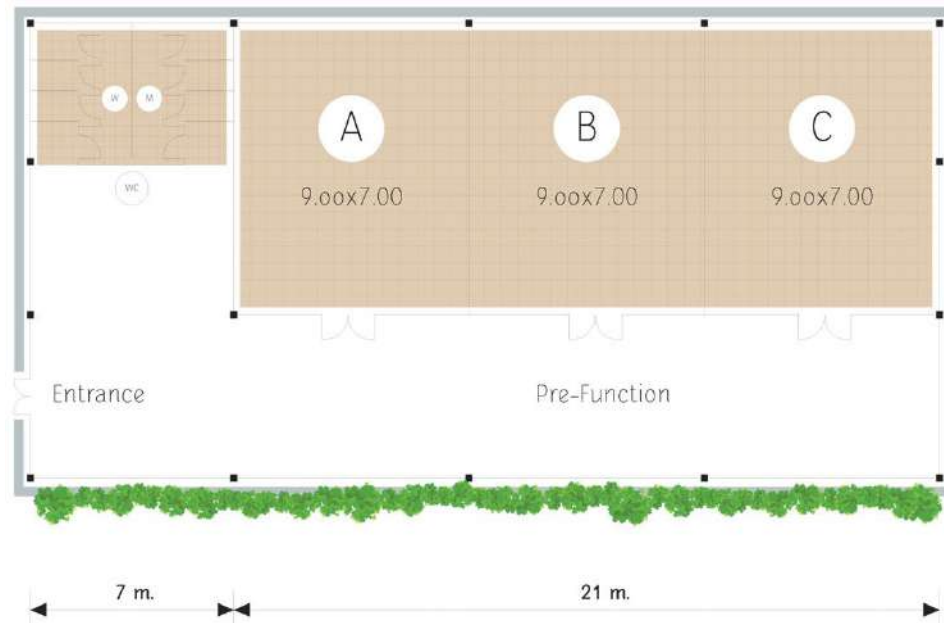 W M
A B C
WC
9.00x7.00 9.00x7.00 9.00x7.00
Entrance Pre-Function
7 m. 21 m.